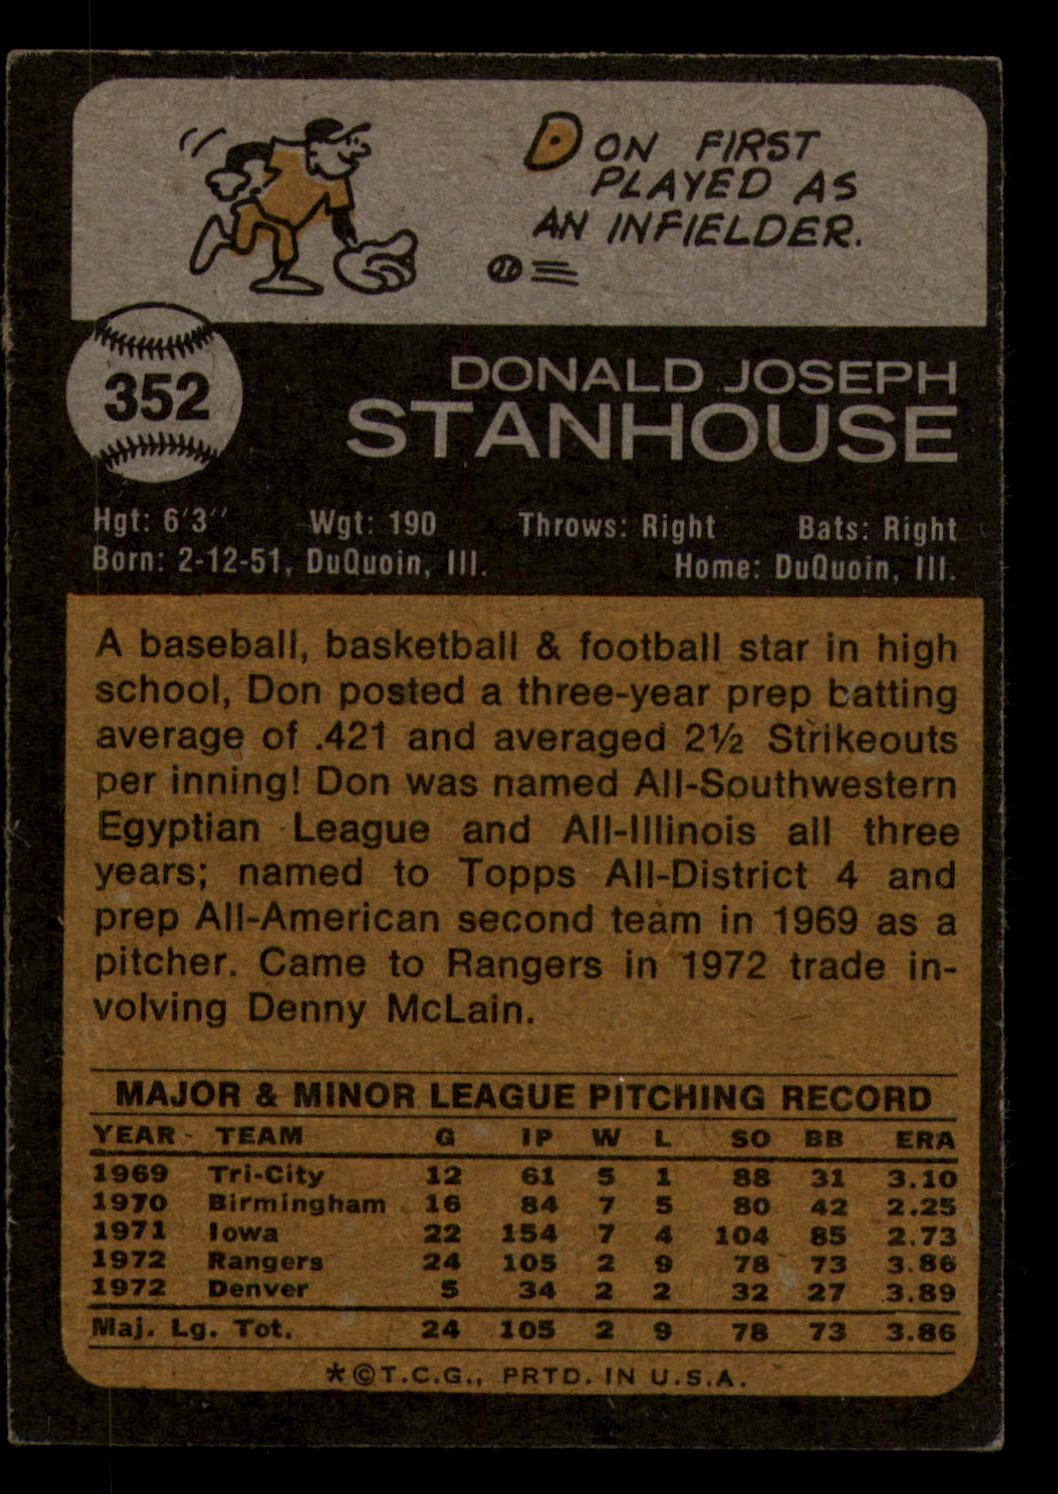 DON FIRST
PLAYED AS
AN INFIELDER.
352
DONALD JOSEPH
STANHOUSE
Hgt: 6'3" Wgt: 190 Throws: Right Bats: Right
Born: 2-12-51, DuQuoin, Ill. Home: DuQuoin, Ill.
A baseball, basketball & football star in high
school, Don posted a three-year prep batting
average of .421 and averaged 2½ Strikeouts
per inning! Don was named All-Southwestern
Egyptian League and All-Illinois all three
years; named to Topps All-District 4 and
prep All-American second team in 1969 as a
pitcher. Came to Rangers in 1972 trade in-
volving Denny McLain.
MAJOR & MINOR LEAGUE PITCHING RECORD
YEAR TEAM G IP W L SO BB ERA
1969 Tri-City 12 61 5 1 88 31 3.10
1970 Birmingham 16 84 7 5 80 42 2.25
1971 Iowa 22 154 7 4 104 85 2.73
1972 Rangers 24 105 2 9 78 73 3.86
1972 Denver 5 34 2 2 32 27 3.89
Maj. Lg. Tot. 24 105 2 9 78 73 3.86
*©T.C.G., PRTD. IN U.S.A.